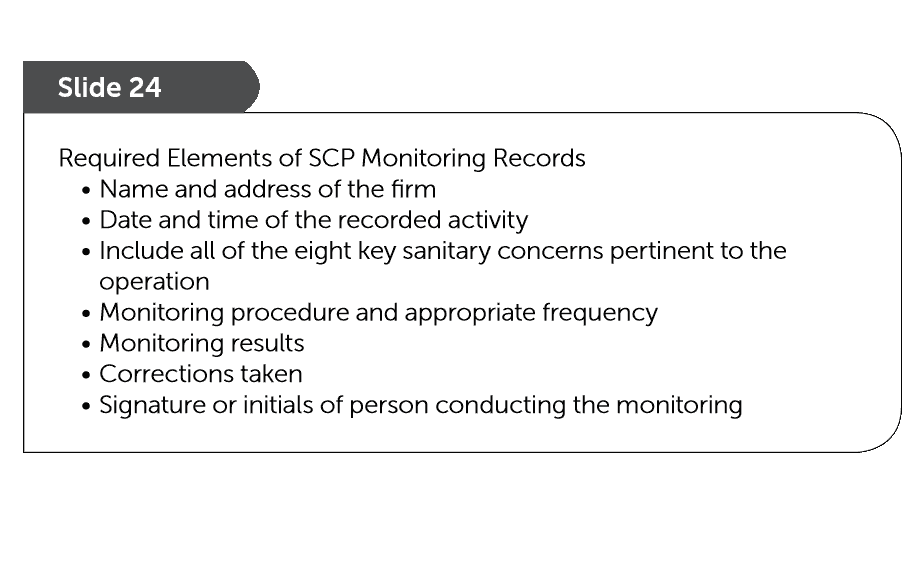 Slide 24
Required Elements of SCP Monitoring Records
• Name and address of the firm
• Date and time of the recorded activity
• Include all of the eight key sanitary concerns pertinent to the
operation
• Monitoring procedure and appropriate frequency
• Monitoring results
• Corrections taken
• Signature or initials of person conducting the monitoring